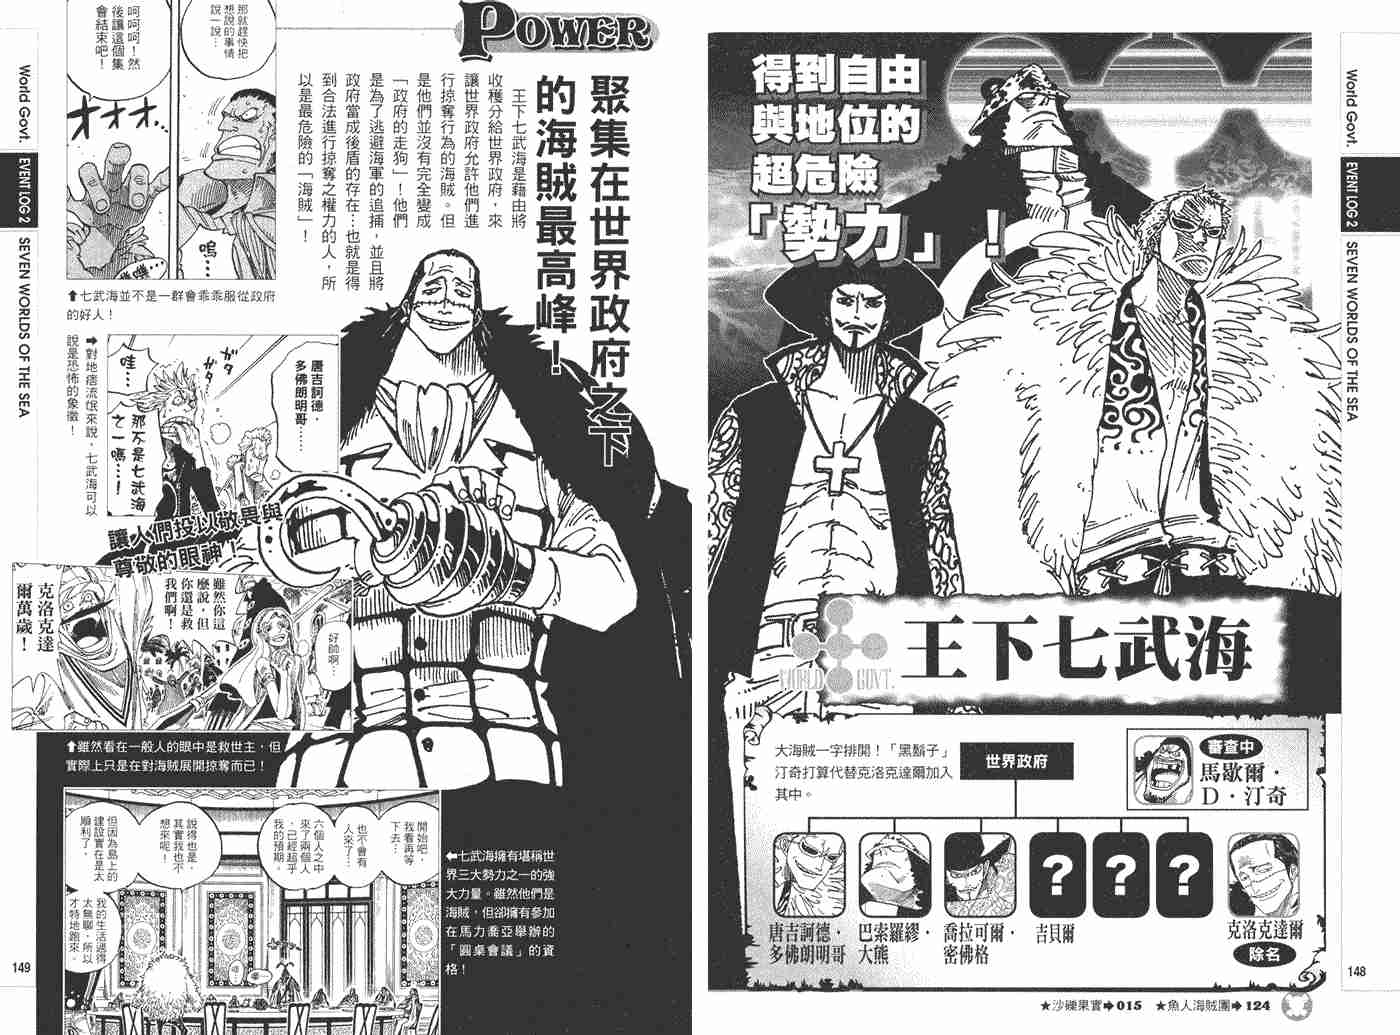 得到自由
與地位的
超危險
「勢力」！
王下七武海
WORLD GOVT.
大海賊一字排開！「黑鬍子」
汀奇打算代替克洛克達爾加入
其中。
世界政府
審查中
馬歇爾・
D・汀奇
唐吉訶德・
多佛朗明哥
巴索羅繆・
大熊
喬拉可爾・
密佛格
?
吉貝爾
?
?
克洛克達爾
除名
★沙礫果實➡015 ★魚人海賊團➡124
World Govt.
EVENT LOG 2
SEVEN WORLDS OF THE SEA
148
POWER
聚集在世界政府之下
的海賊最高峰！
王下七武海是藉由將
收穫分給世界政府，來
讓世界政府允許他們進
行掠奪行為的海賊。但
是他們並沒有完全變成
「政府的走狗」！他們
是為了逃避海軍的追捕，並且將
政府當成後盾的存在…也就是得
到合法進行掠奪之權力的人，所
以是最危險的「海賊」！
那就趕快把
想說的事情
說一說…
呵呵呵！然
後讓這個集
會結束吧！
オオオ
嗚…
⬆七武海並不是一群會乖乖服從政府
的好人！
唐吉訶德・
多佛朗明哥……
ガタ
ガタ
哇…
那不是七武海
之一嗎…！
➡對地痞流氓來說，七武海可以
說是恐怖的象徵！
讓人們投以敬畏與
尊敬的眼神！
雖然你這
麼說，但
你還是救
我們啊！
好帥啊…
克洛克達
爾萬歲！
⬆雖然看在一般人的眼中是救世主，但
實際上只是在對海賊展開掠奪而已！
開始吧，
我看再等
下去…
也不會有
人來了…
六個人之中
來了兩個人
，已經超乎
我的預期。
說得也是，
其實我也不
想來呢！
但因為島上的
建設實在是太
順利了，
我的生活過得
太無聊，所以
才特地跑來。
⬅七武海擁有堪稱世
界三大勢力之一的強
大力量。雖然他們是
海賊，但卻擁有參加
在馬力喬亞舉辦的
「圓桌會議」的資
格！
World Govt.
EVENT LOG 2
SEVEN WORLDS OF THE SEA
149